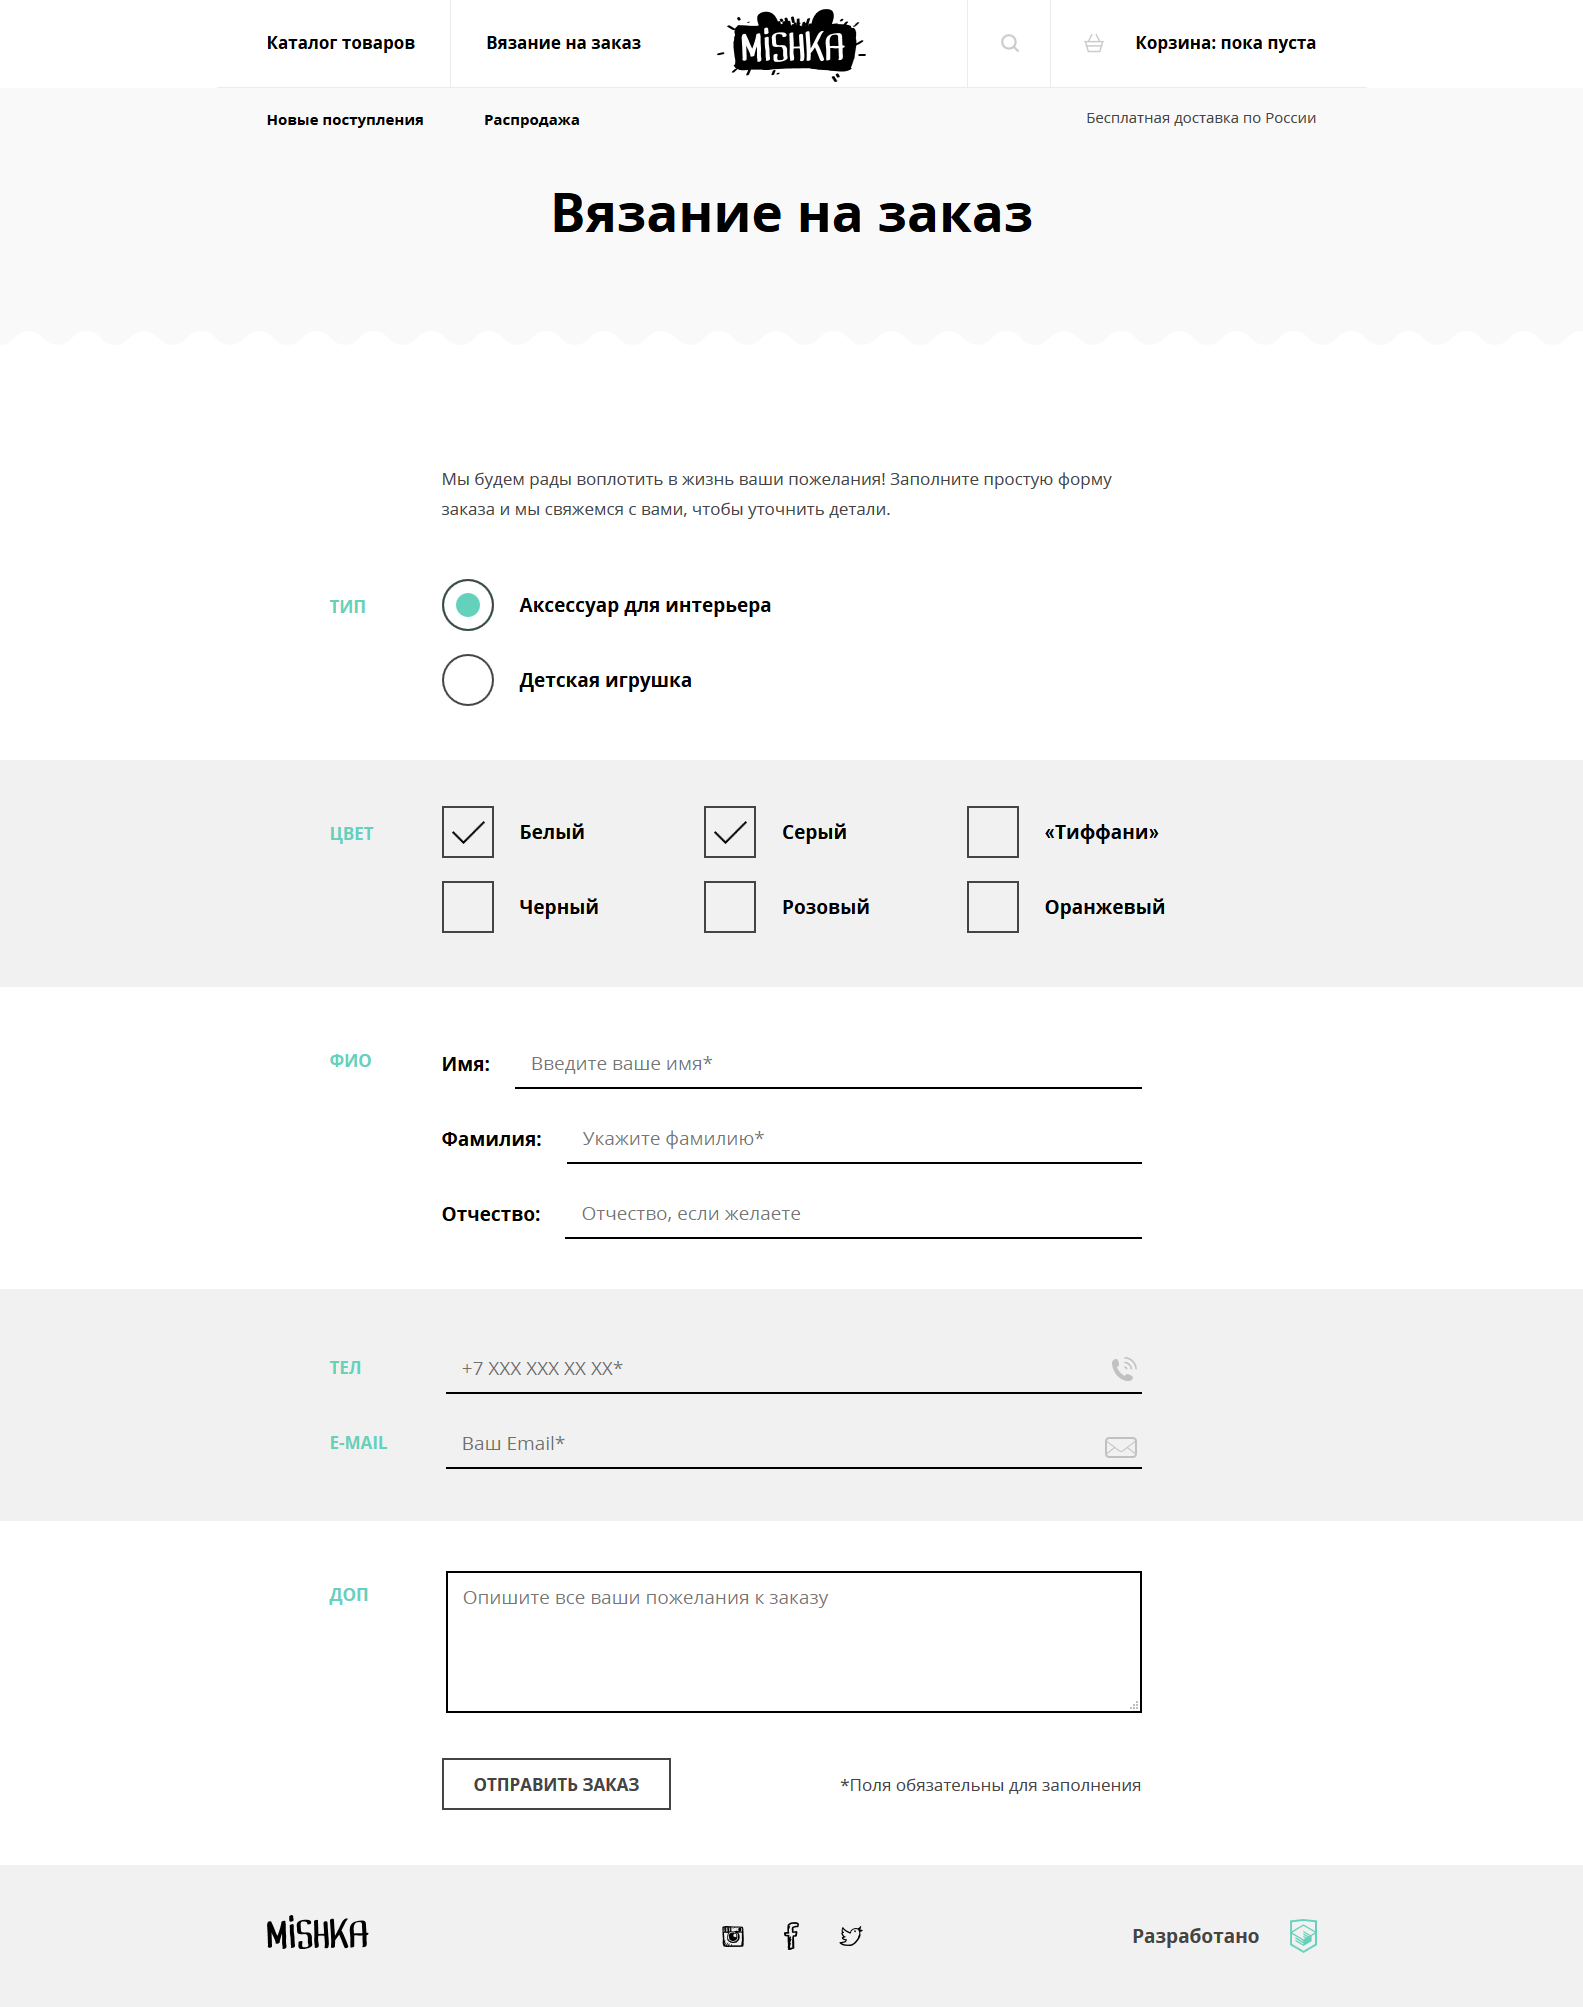 Каталог товаров
Вязание на заказ
MiSHKA
Корзина: пока пуста
Новые поступления
Распродажа
Бесплатная доставка по России
Вязание на заказ
Мы будем рады воплотить в жизнь ваши пожелания! Заполните простую форму
заказа и мы свяжемся с вами, чтобы уточнить детали.
ТИП
Аксессуар для интерьера
Детская игрушка
ЦВЕТ
Белый
Серый
«Тиффани»
Черный
Розовый
Оранжевый
ФИО
Имя:
Введите ваше имя*
Фамилия:
Укажите фамилию*
Отчество:
Отчество, если желаете
ТЕЛ
+7 XXX XXX XX XX*
E-MAIL
Ваш Email*
ДОП
Опишите все ваши пожелания к заказу
ОТПРАВИТЬ ЗАКАЗ
*Поля обязательны для заполнения
MiSHKA
Разработано